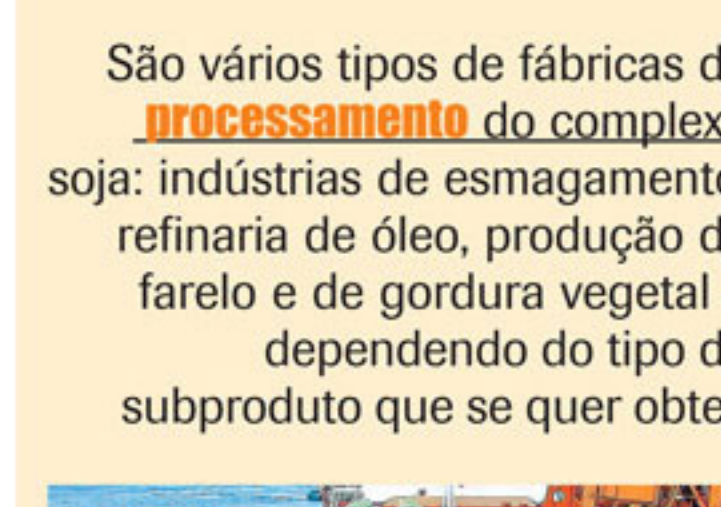 São vários tipos de fábricas d
processamento do complex
soja: indústrias de esmagamento
refinaria de óleo, produção d
farelo e de gordura vegetal
dependendo do tipo d
subproduto que se quer obte